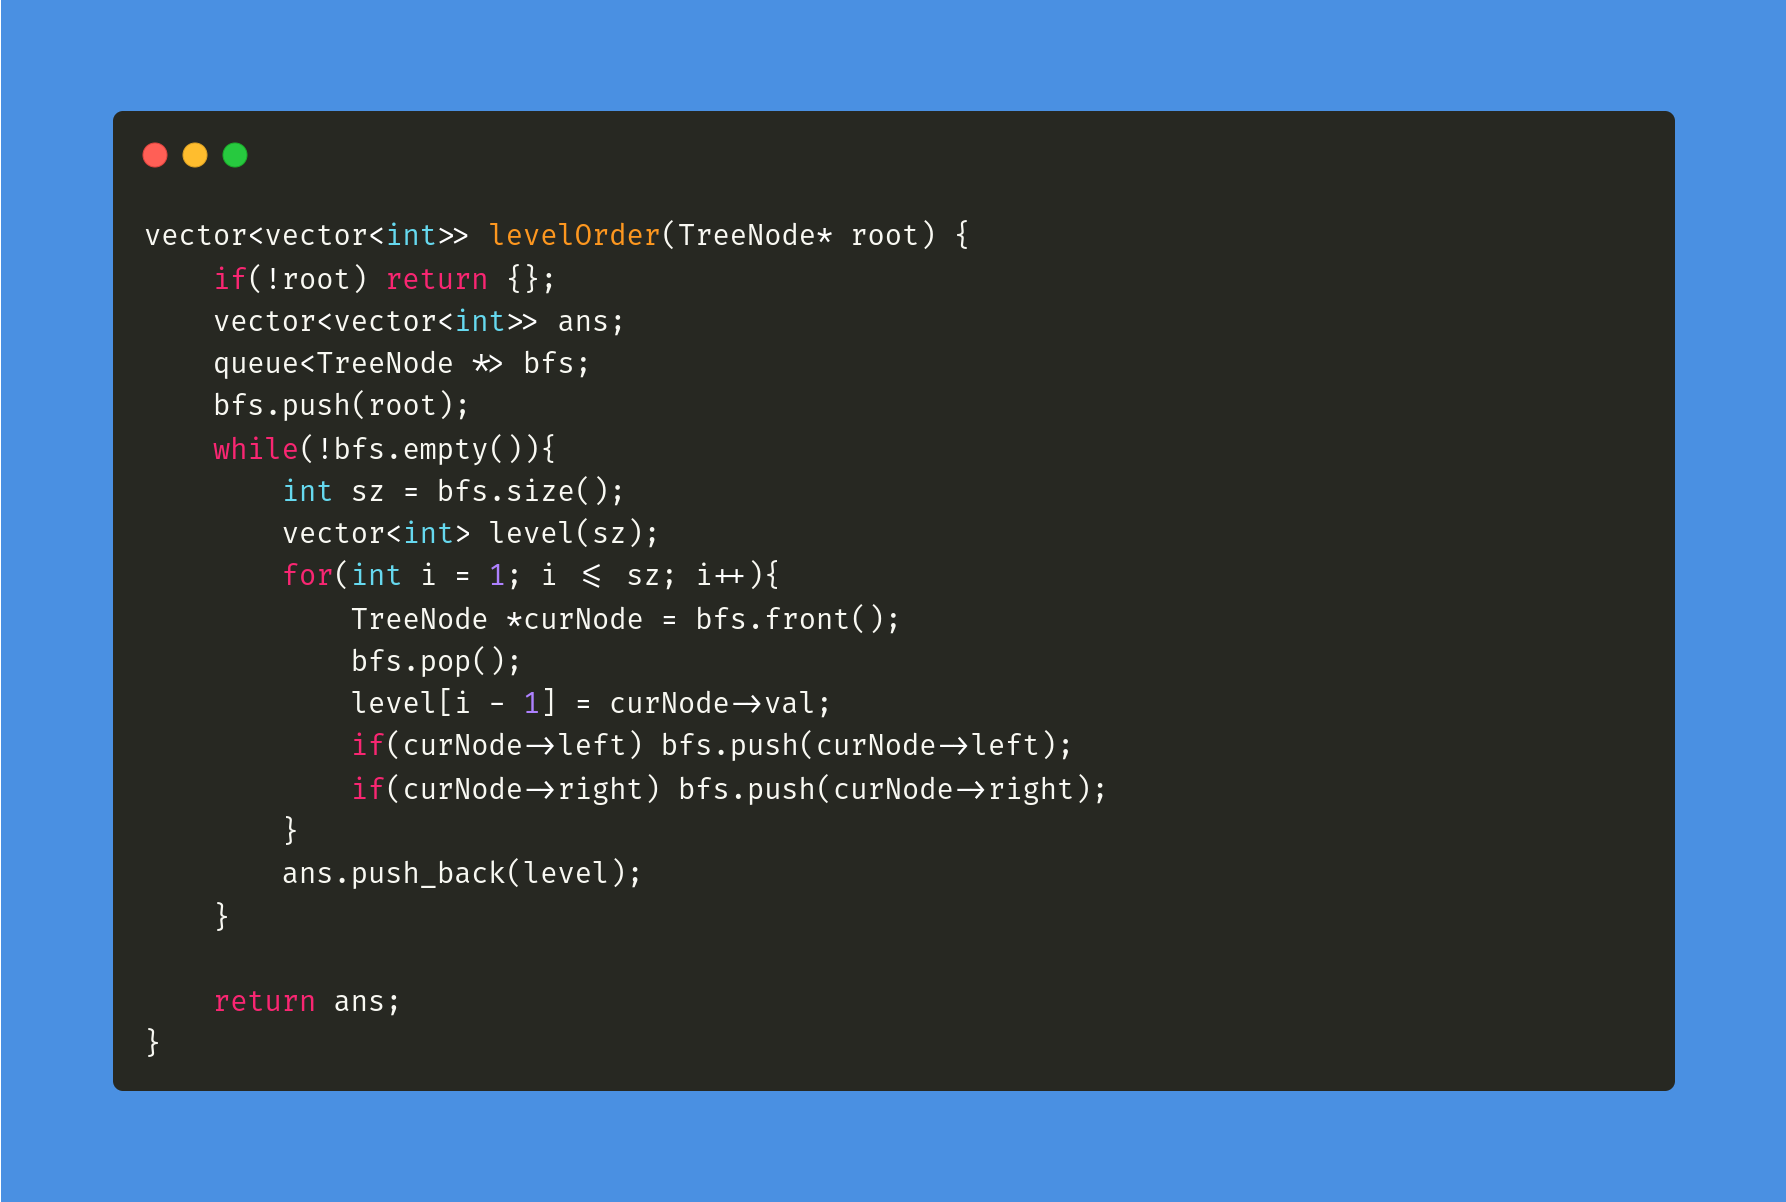 vector<vector<int>> levelOrder(TreeNode* root) {
    if(!root) return {};
    vector<vector<int>> ans;
    queue<TreeNode *> bfs;
    bfs.push(root);
    while(!bfs.empty()){
        int sz = bfs.size();
        vector<int> level(sz);
        for(int i = 1; i <= sz; i++){
            TreeNode *curNode = bfs.front();
            bfs.pop();
            level[i - 1] = curNode->val;
            if(curNode->left) bfs.push(curNode->left);
            if(curNode->right) bfs.push(curNode->right);
        }
        ans.push_back(level);
    }

    return ans;
}